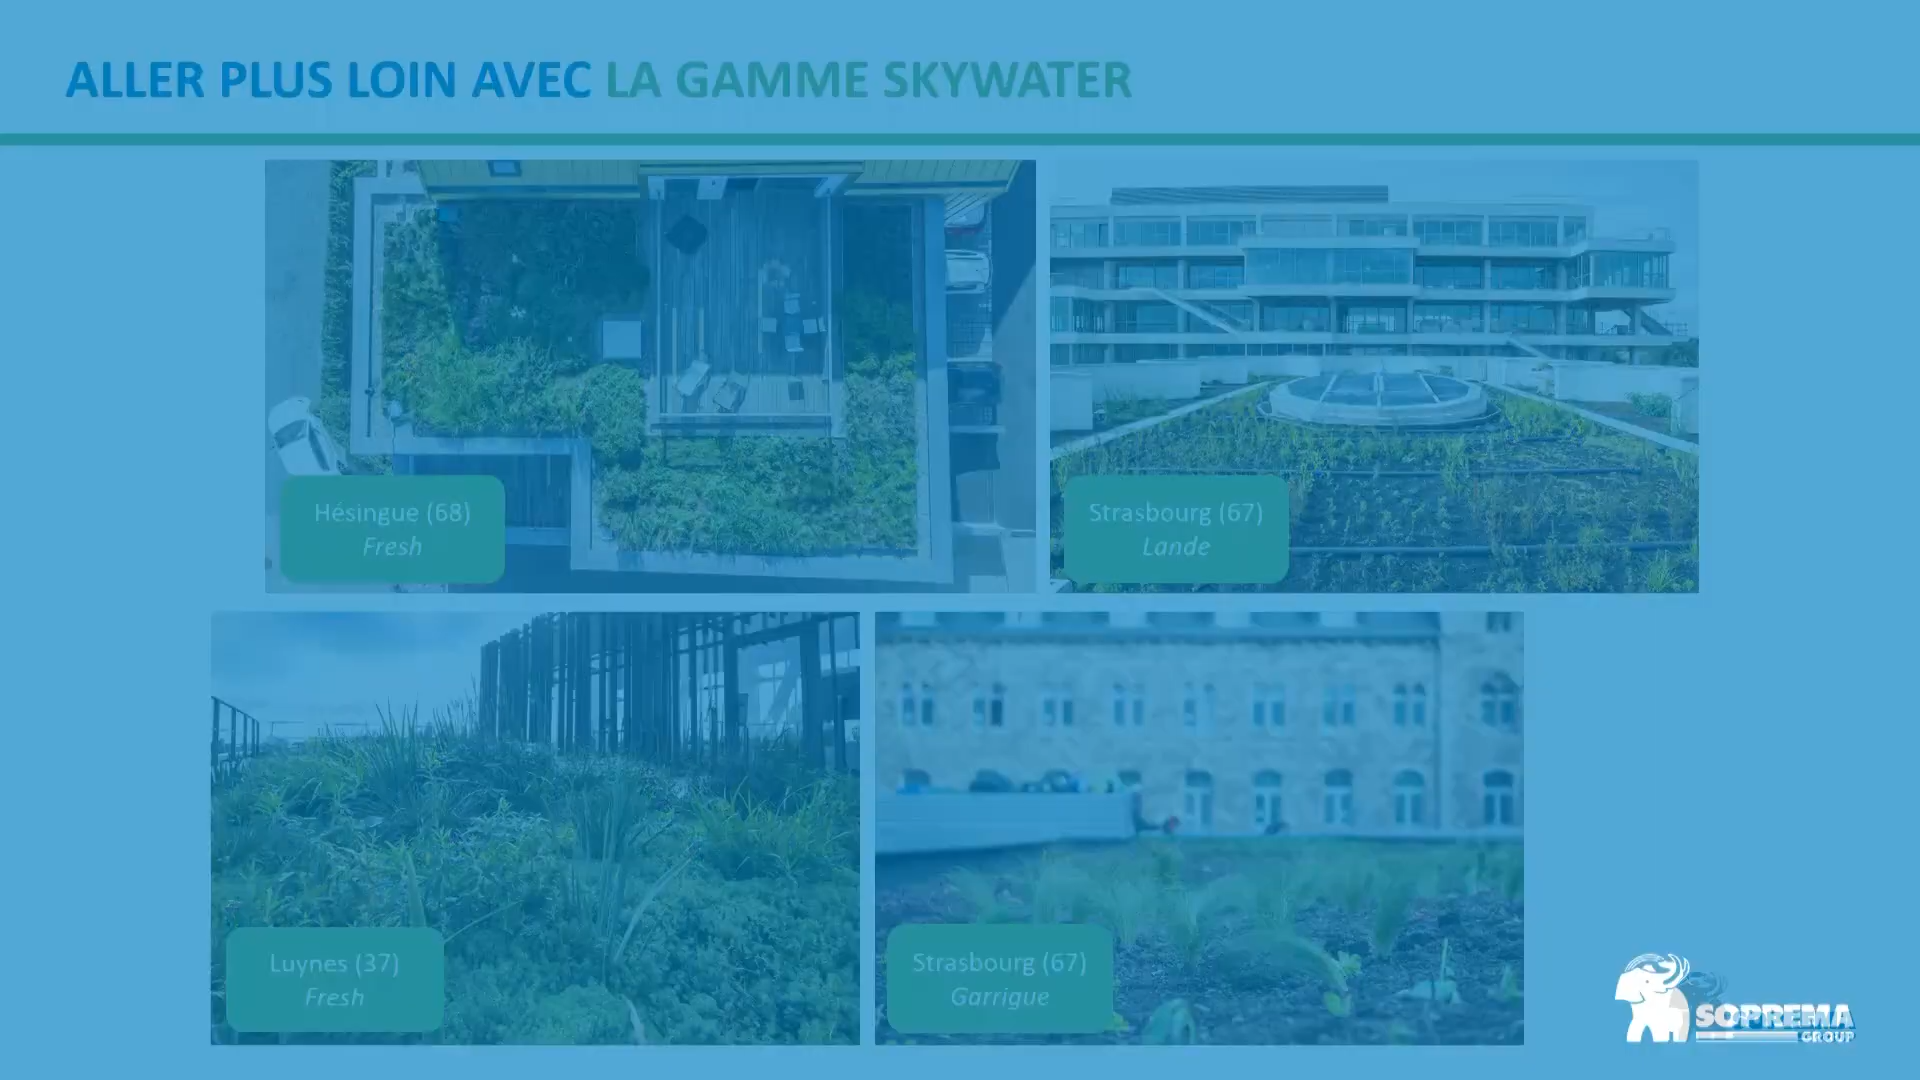 ALLER PLUS LOIN AVEC LA GAMME SKYWATER
Hésingue (68)
Fresh
Strasbourg (67)
Lande
Luynes (37)
Fresh
Strasbourg (67)
Garrigue
SOPREMA
GROUP